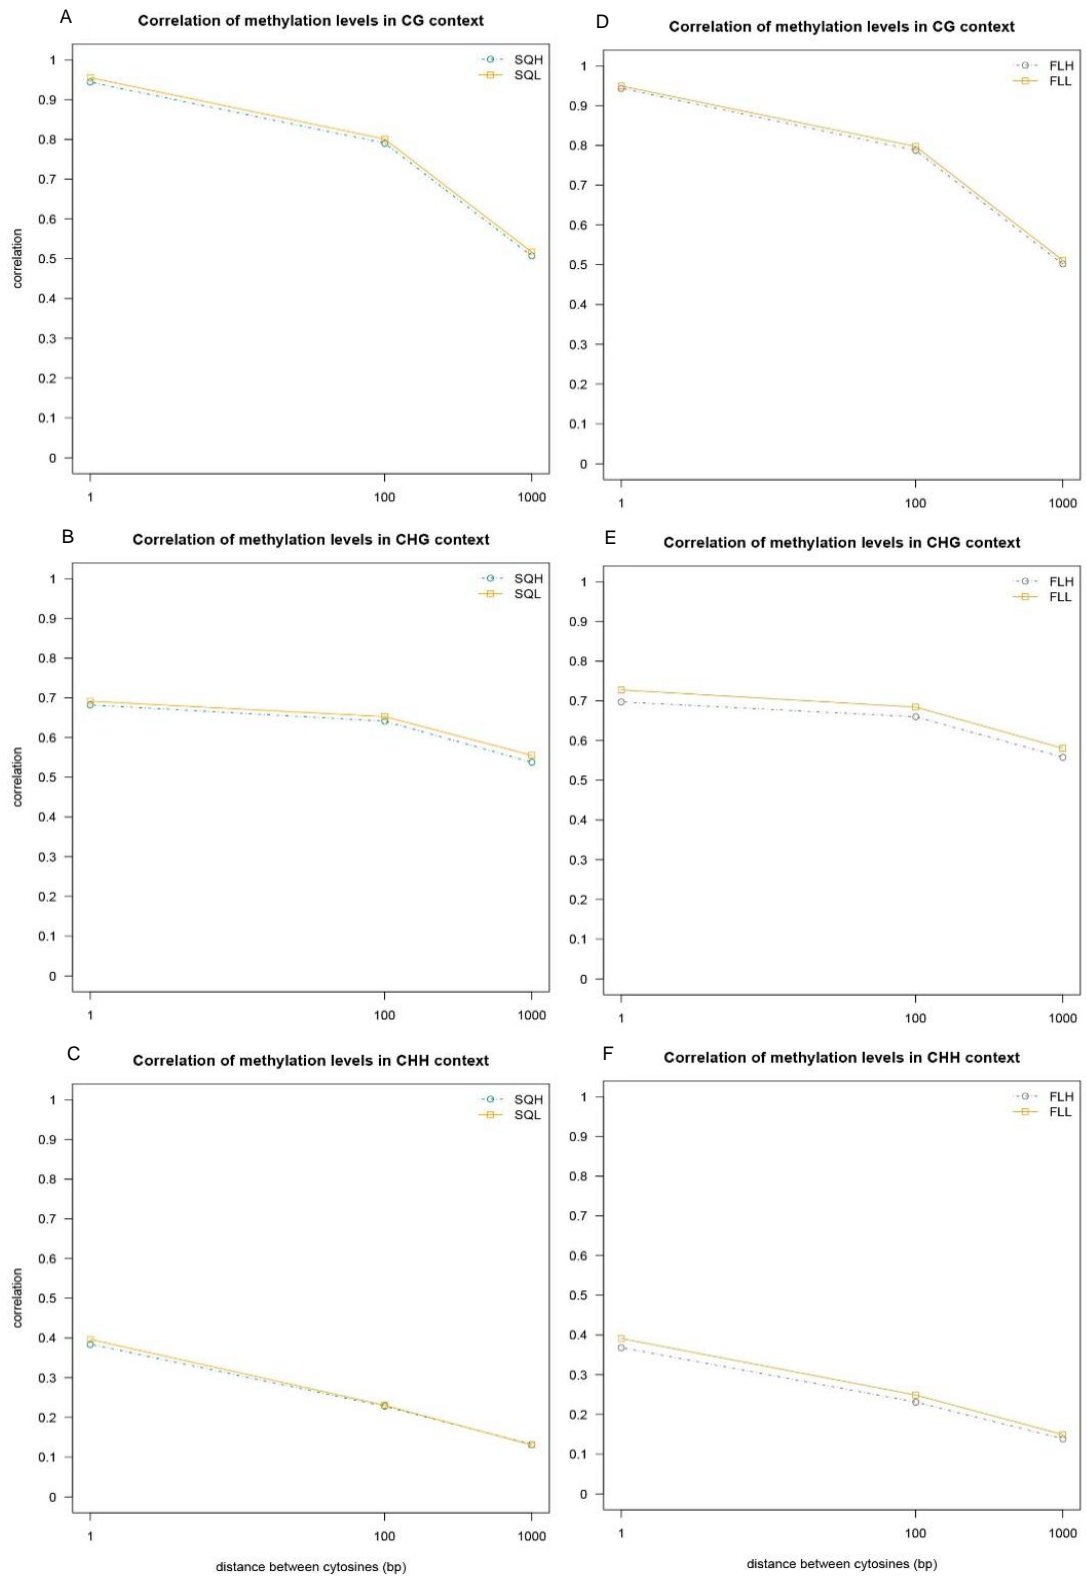 A
Correlation of methylation levels in CG context
SQH
SQL
1
0.9
0.8
0.7
0.6
0.5
0.4
0.3
0.2
0.1
0
correlation
1 100 1000
D
Correlation of methylation levels in CG context
FLH
FLL
1
0.9
0.8
0.7
0.6
0.5
0.4
0.3
0.2
0.1
0
1 100 1000
B
Correlation of methylation levels in CHG context
SQH
SQL
1
0.9
0.8
0.7
0.6
0.5
0.4
0.3
0.2
0.1
0
correlation
1 100 1000
E
Correlation of methylation levels in CHG context
FLH
FLL
1
0.9
0.8
0.7
0.6
0.5
0.4
0.3
0.2
0.1
0
1 100 1000
C
Correlation of methylation levels in CHH context
SQH
SQL
1
0.9
0.8
0.7
0.6
0.5
0.4
0.3
0.2
0.1
0
correlation
1 100 1000
distance between cytosines (bp)
F
Correlation of methylation levels in CHH context
FLH
FLL
1
0.9
0.8
0.7
0.6
0.5
0.4
0.3
0.2
0.1
0
1 100 1000
distance between cytosines (bp)